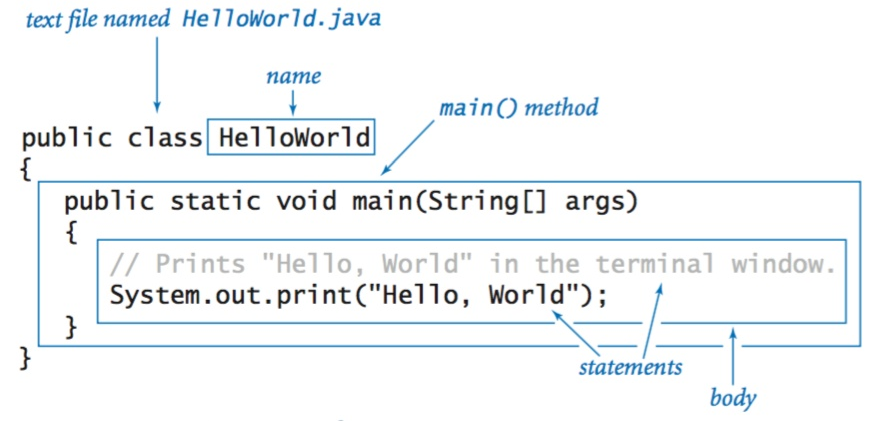 text file named HelloWorld.java
name
main() method
public class HelloWorld
{
public static void main(String[] args)
{
// Prints "Hello, World" in the terminal window.
System.out.print("Hello, World");
}
}
statements
body